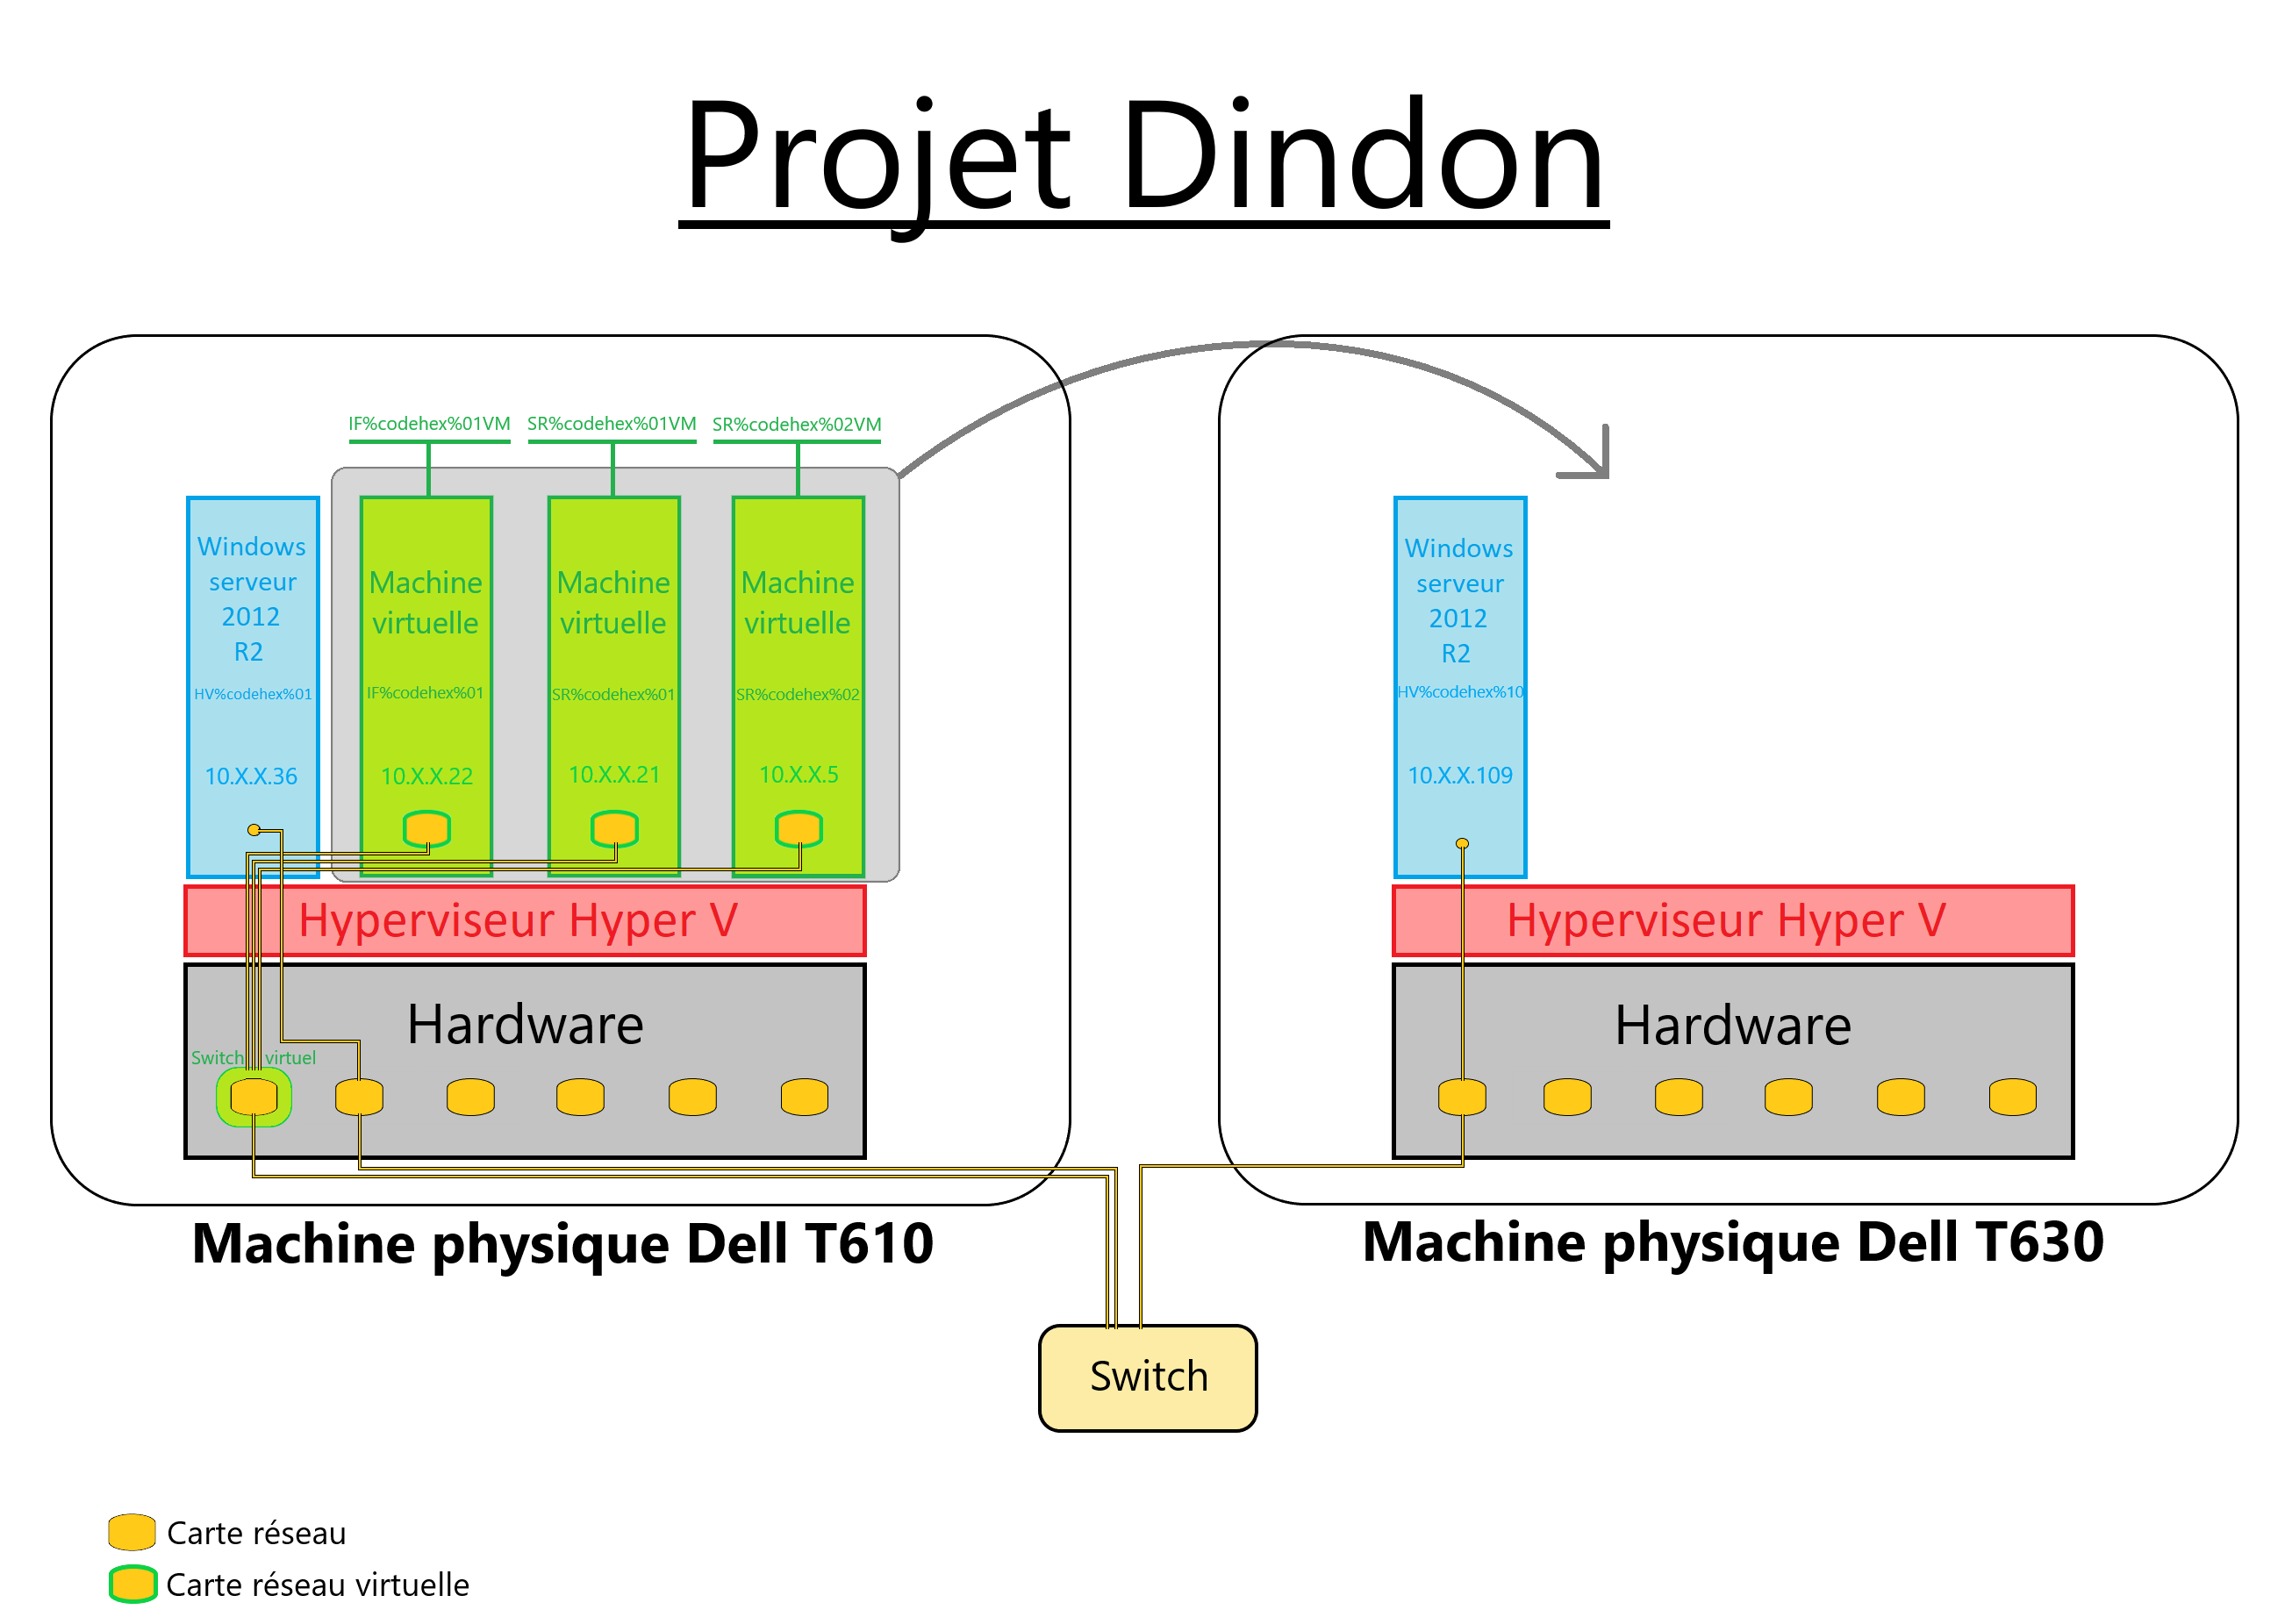 Projet Dindon
IF%codehex%01VM
SR%codehex%01VM
SR%codehex%02VM
Windows
serveur
2012
R2
HV%codehex%01
10.X.X.36
Machine
virtuelle
IF%codehex%01
10.X.X.22
Machine
virtuelle
SR%codehex%01
10.X.X.21
Machine
virtuelle
SR%codehex%02
10.X.X.5
Hyperviseur Hyper V
Hardware
Switch virtuel
Machine physique Dell T610
Windows
serveur
2012
R2
HV%codehex%10
10.X.X.109
Hyperviseur Hyper V
Hardware
Machine physique Dell T630
Switch
Carte réseau
Carte réseau virtuelle